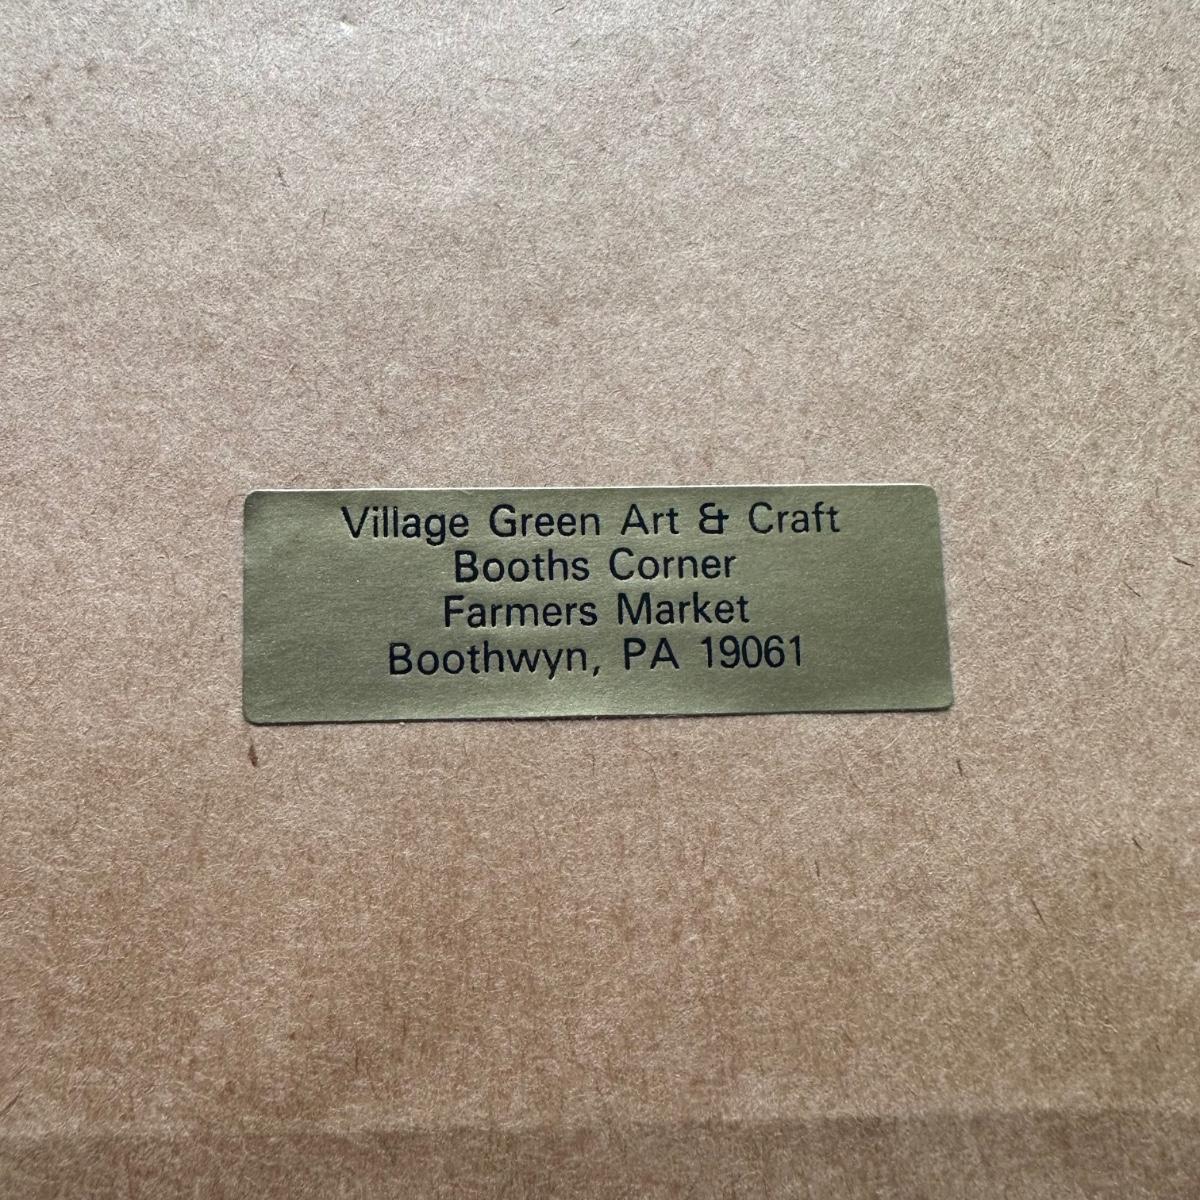 Village Green Art & Craft
Booths Corner
Farmers Market
Boothwyn, PA 19061